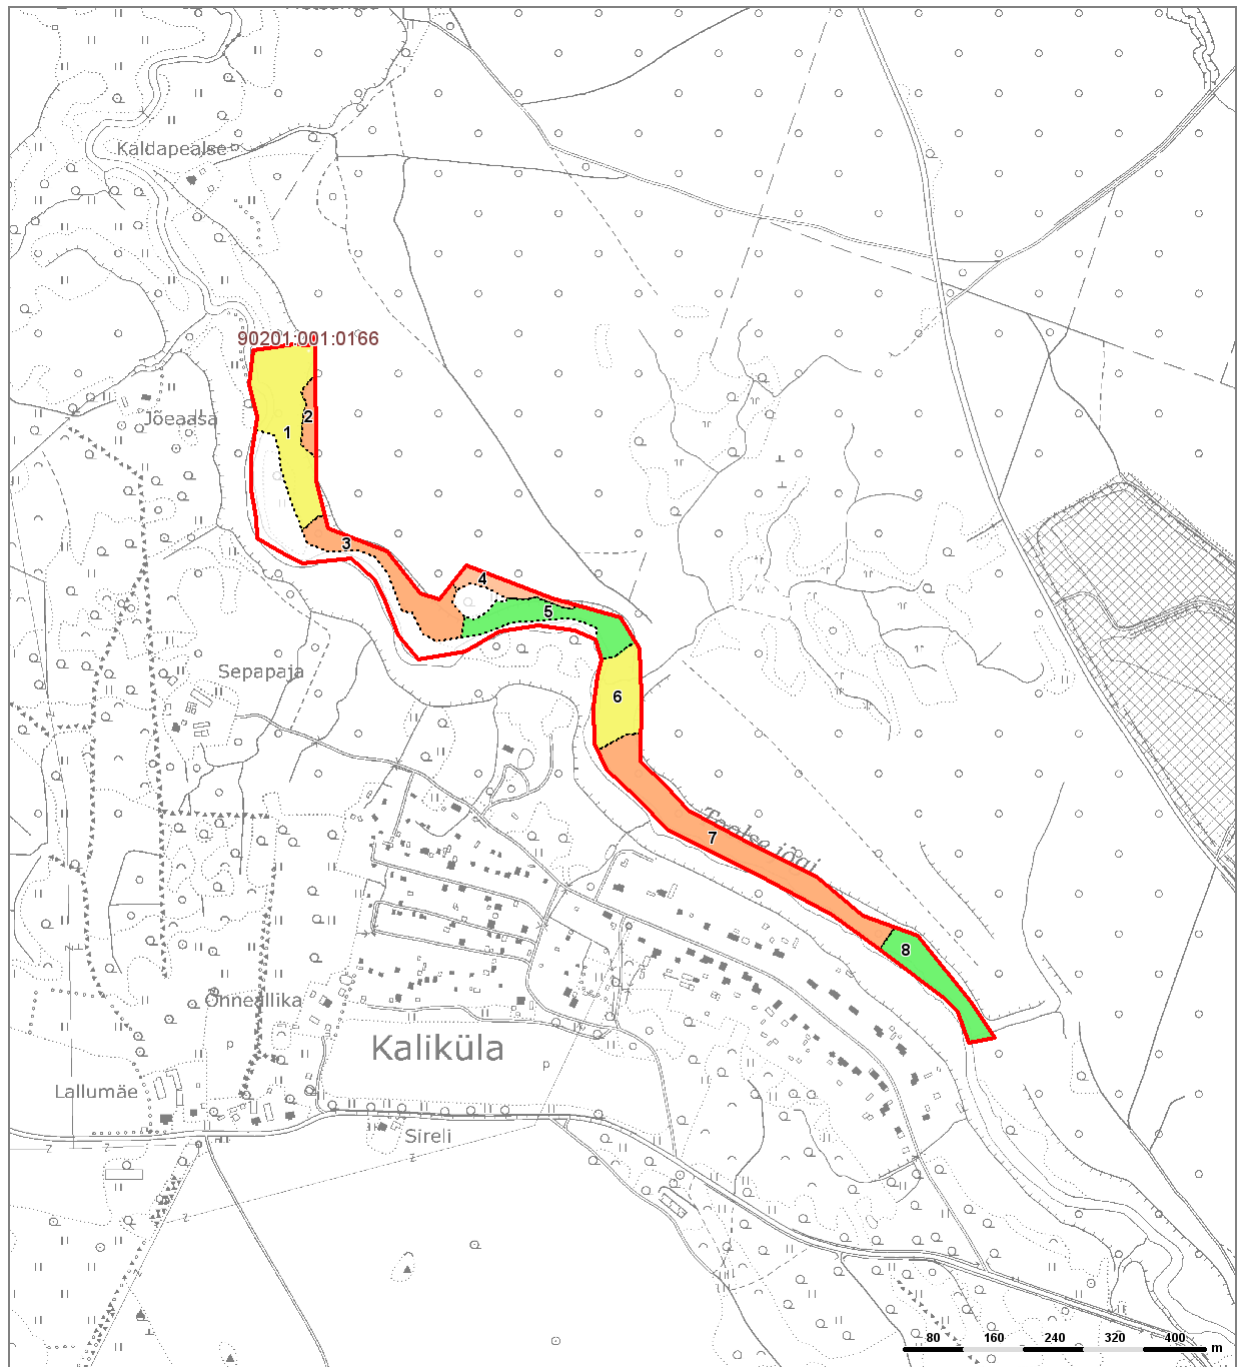 Kaldapealse
90201:001:0166
Jõeaasa
2
1
3
4
5
Sepapaja
6
Toolse jõgi
7
8
Õnneallika
Kaliküla
p
p
Lallumäe
Sireli
z
z
z
z
80 160 240 320 400 m